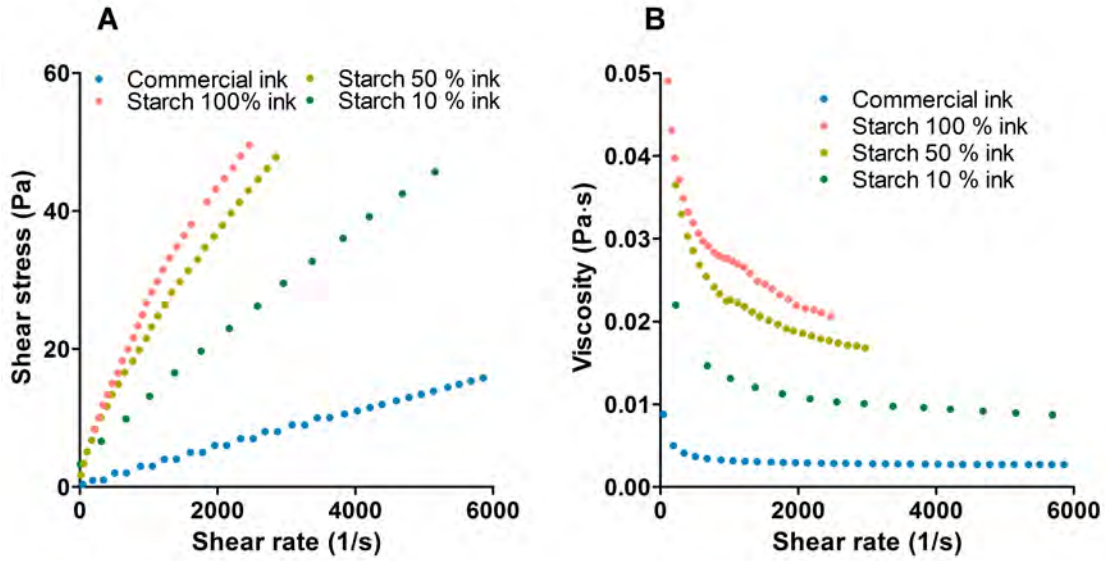 A
Commercial ink
Starch 50 % ink
Starch 100% ink
Starch 10 % ink
60
40
20
0
Shear stress (Pa)
0 2000 4000 6000
Shear rate (1/s)
B
Commercial ink
Starch 100 % ink
Starch 50 % ink
Starch 10 % ink
0.05
0.04
0.03
0.02
0.01
0.00
Viscosity (Pa·s)
0 2000 4000 6000
Shear rate (1/s)